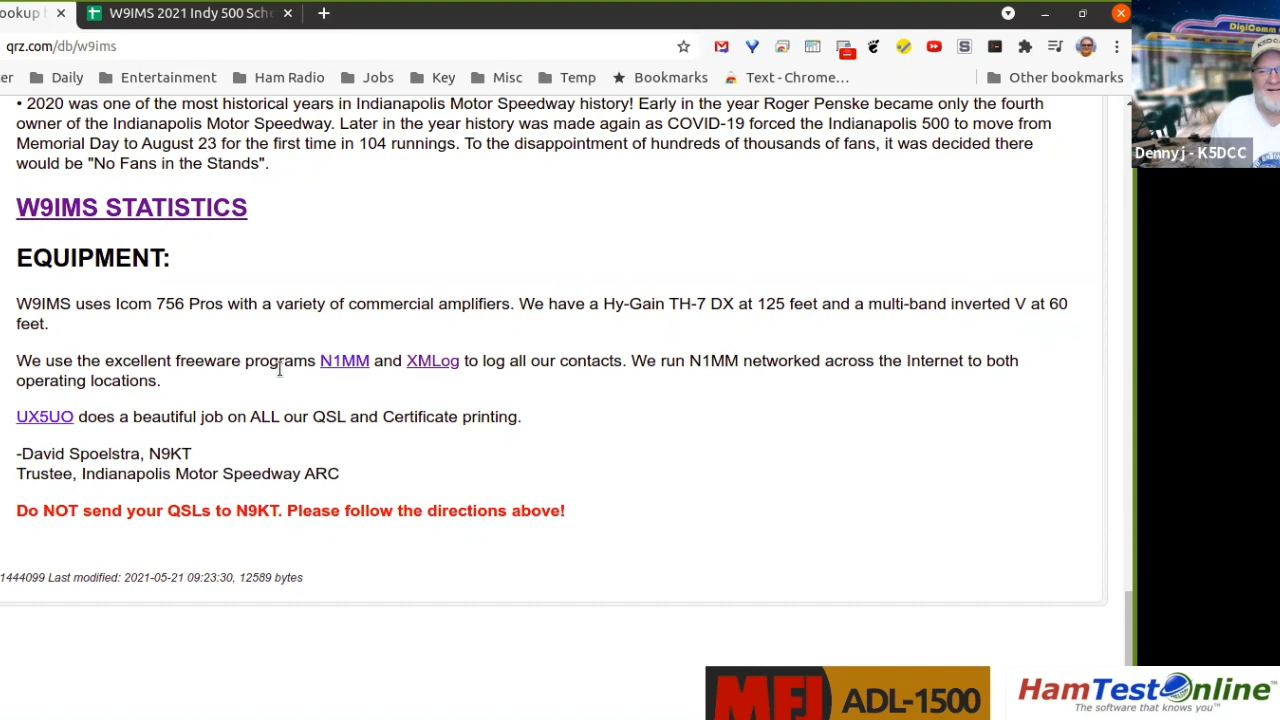 ookup
W9IMS 2021 Indy 500 Sche
DigiComm
qrz.com/db/w9ims
K5DCC
er Daily Entertainment Ham Radio Jobs Key Misc Temp Bookmarks Text - Chrome... Other bookmarks
• 2020 was one of the most historical years in Indianapolis Motor Speedway history! Early in the year Roger Penske became only the fourth
owner of the Indianapolis Motor Speedway. Later in the year history was made again as COVID-19 forced the Indianapolis 500 to move from
Memorial Day to August 23 for the first time in 104 runnings. To the disappointment of hundreds of thousands of fans, it was decided there
would be "No Fans in the Stands".
Dennyj - K5DCC
W9IMS STATISTICS
EQUIPMENT:
W9IMS uses Icom 756 Pros with a variety of commercial amplifiers. We have a Hy-Gain TH-7 DX at 125 feet and a multi-band inverted V at 60
feet.
We use the excellent freeware programs N1MM and XMLog to log all our contacts. We run N1MM networked across the Internet to both
operating locations.
UX5UO does a beautiful job on ALL our QSL and Certificate printing.
-David Spoelstra, N9KT
Trustee, Indianapolis Motor Speedway ARC
Do NOT send your QSLs to N9KT. Please follow the directions above!
1444099 Last modified: 2021-05-21 09:23:30, 12589 bytes
MFJ ADL-1500
HamTestOnline™
The software that knows you™